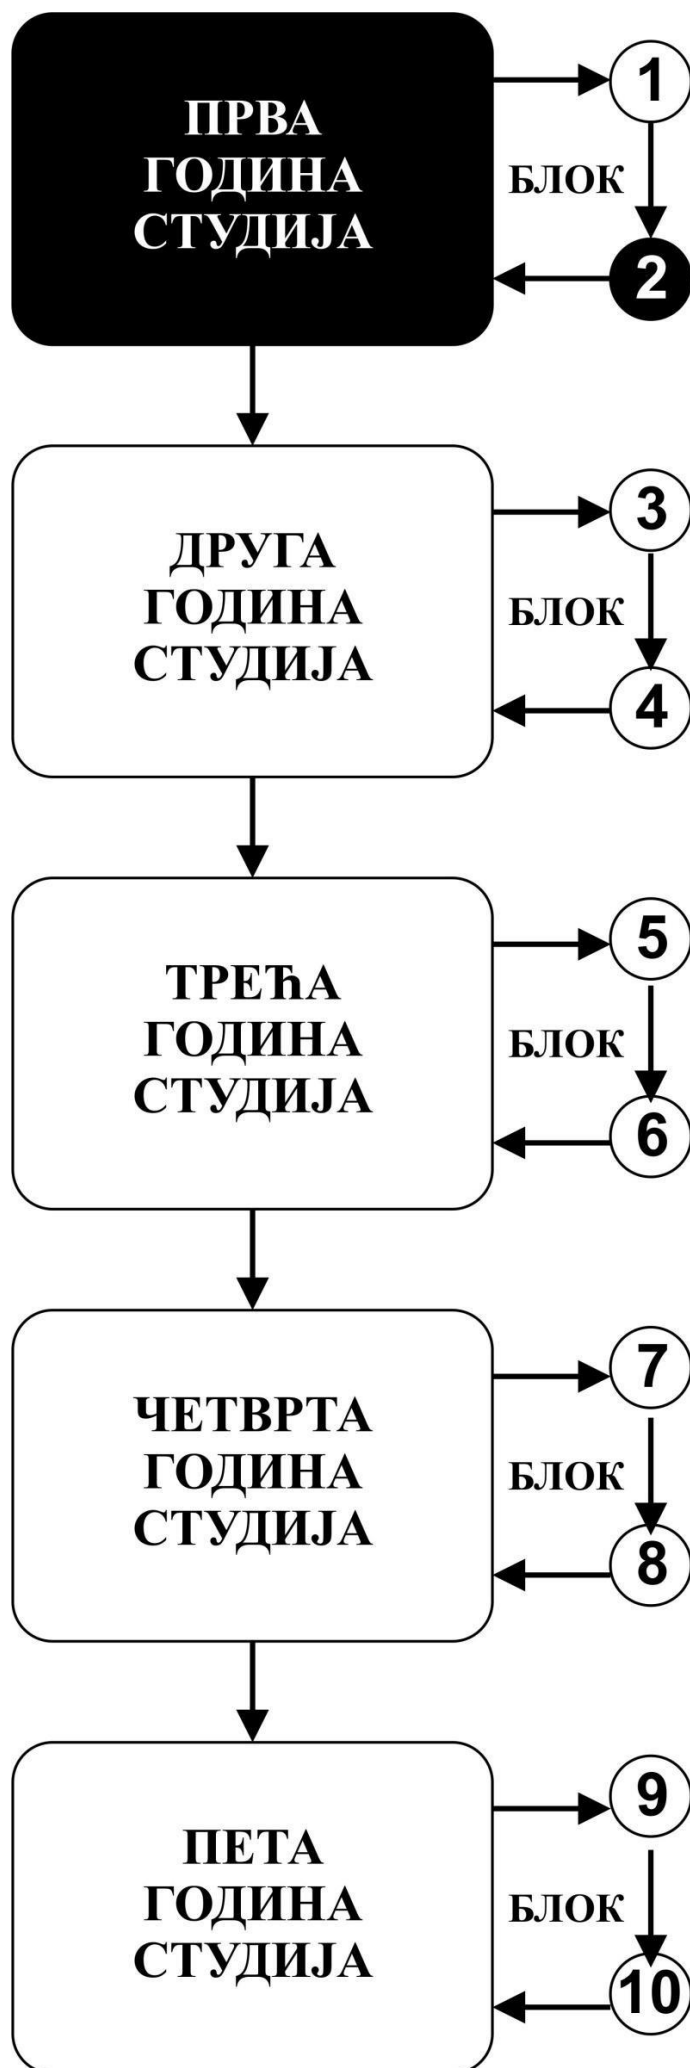 ПРВА
ГОДИНА
СТУДИЈА
1
БЛОК
2
ДРУГА
ГОДИНА
СТУДИЈА
3
БЛОК
4
ТРЕЋА
ГОДИНА
СТУДИЈА
5
БЛОК
6
ЧЕТВРТА
ГОДИНА
СТУДИЈА
7
БЛОК
8
ПЕТА
ГОДИНА
СТУДИЈА
9
БЛОК
10